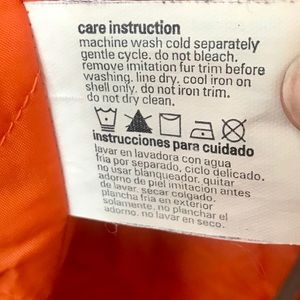 care instruction
machine wash cold separately
gentle cycle. do not bleach.
remove imitation fur trim before
washing. line dry. cool iron on
shell only. do not iron trim.
do not dry clean.
instrucciones para cuidado
lavar en lavadora con agua
fria por separado, ciclo delicado.
no usar blanqueador. quitar
adorno de piel imitación antes
de lavar. secar colgado.
plancha fria en exterior
solamente. no planchar el
adorno. no lavar en seco.